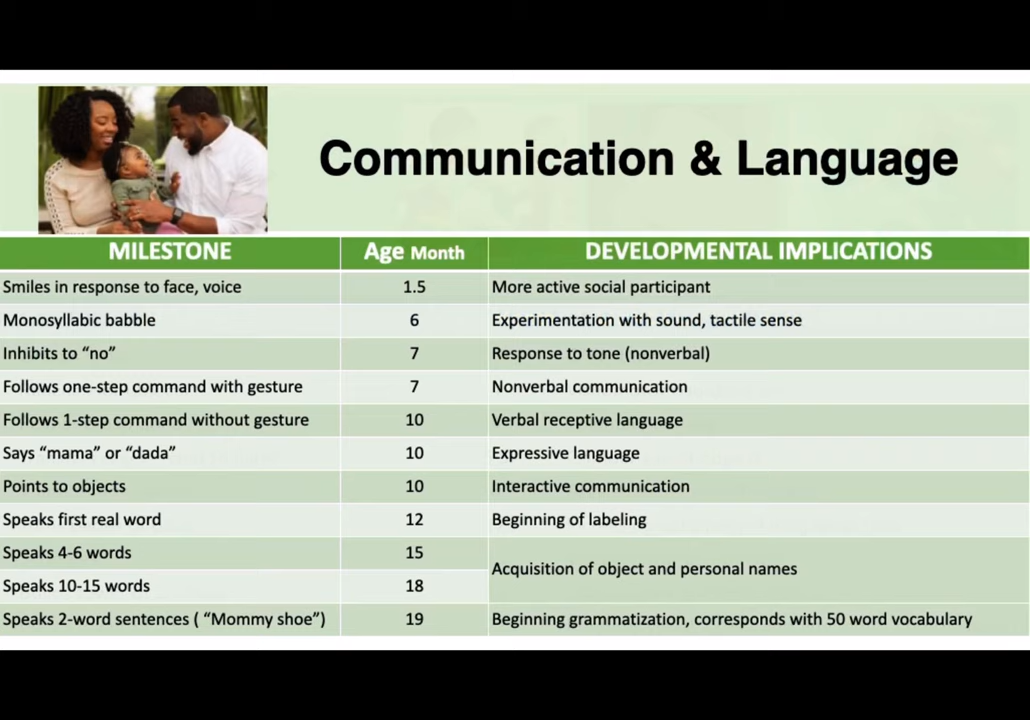 Communication & Language
MILESTONE Age Month DEVELOPMENTAL IMPLICATIONS
Smiles in response to face, voice 1.5 More active social participant
Monosyllabic babble 6 Experimentation with sound, tactile sense
Inhibits to “no” 7 Response to tone (nonverbal)
Follows one-step command with gesture 7 Nonverbal communication
Follows 1-step command without gesture 10 Verbal receptive language
Says “mama” or “dada” 10 Expressive language
Points to objects 10 Interactive communication
Speaks first real word 12 Beginning of labeling
Speaks 4-6 words 15 Acquisition of object and personal names
Speaks 10-15 words 18
Speaks 2-word sentences ( “Mommy shoe”) 19 Beginning grammatization, corresponds with 50 word vocabulary